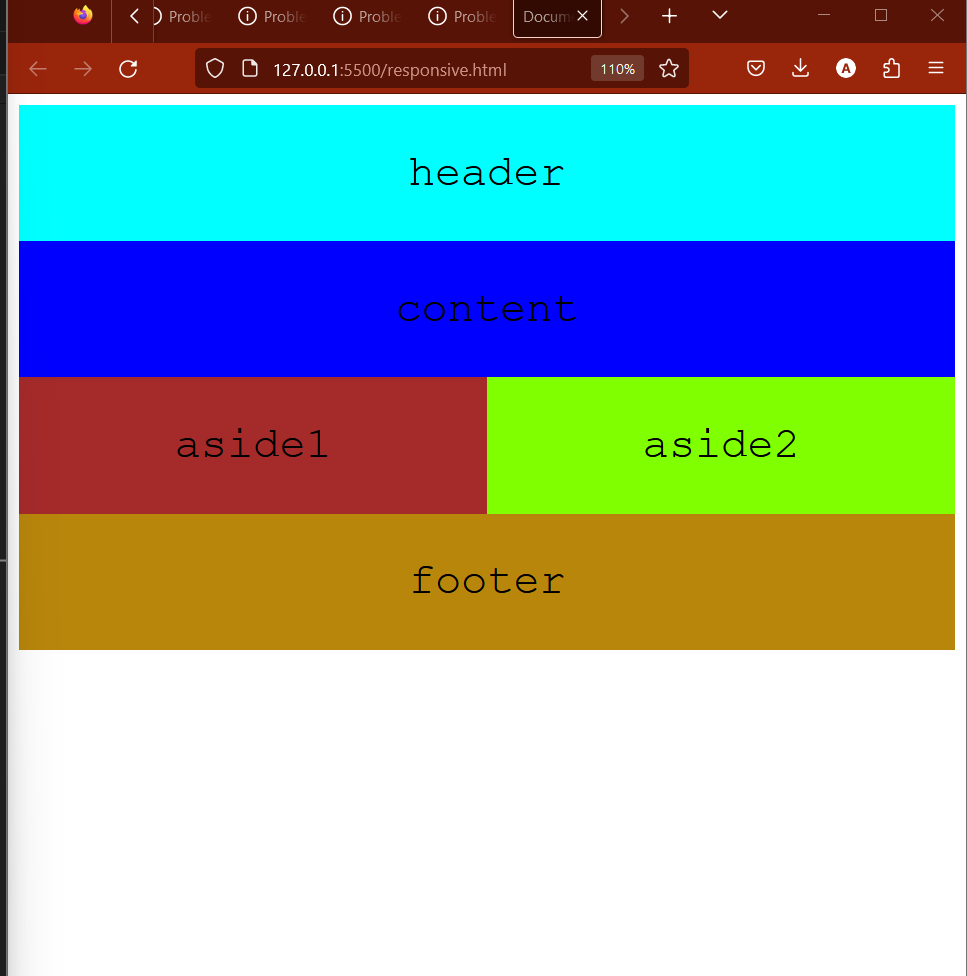 Proble Proble Proble Proble Docum
127.0.0.1:5500/responsive.html 110% A
header
content
aside1 aside2
footer